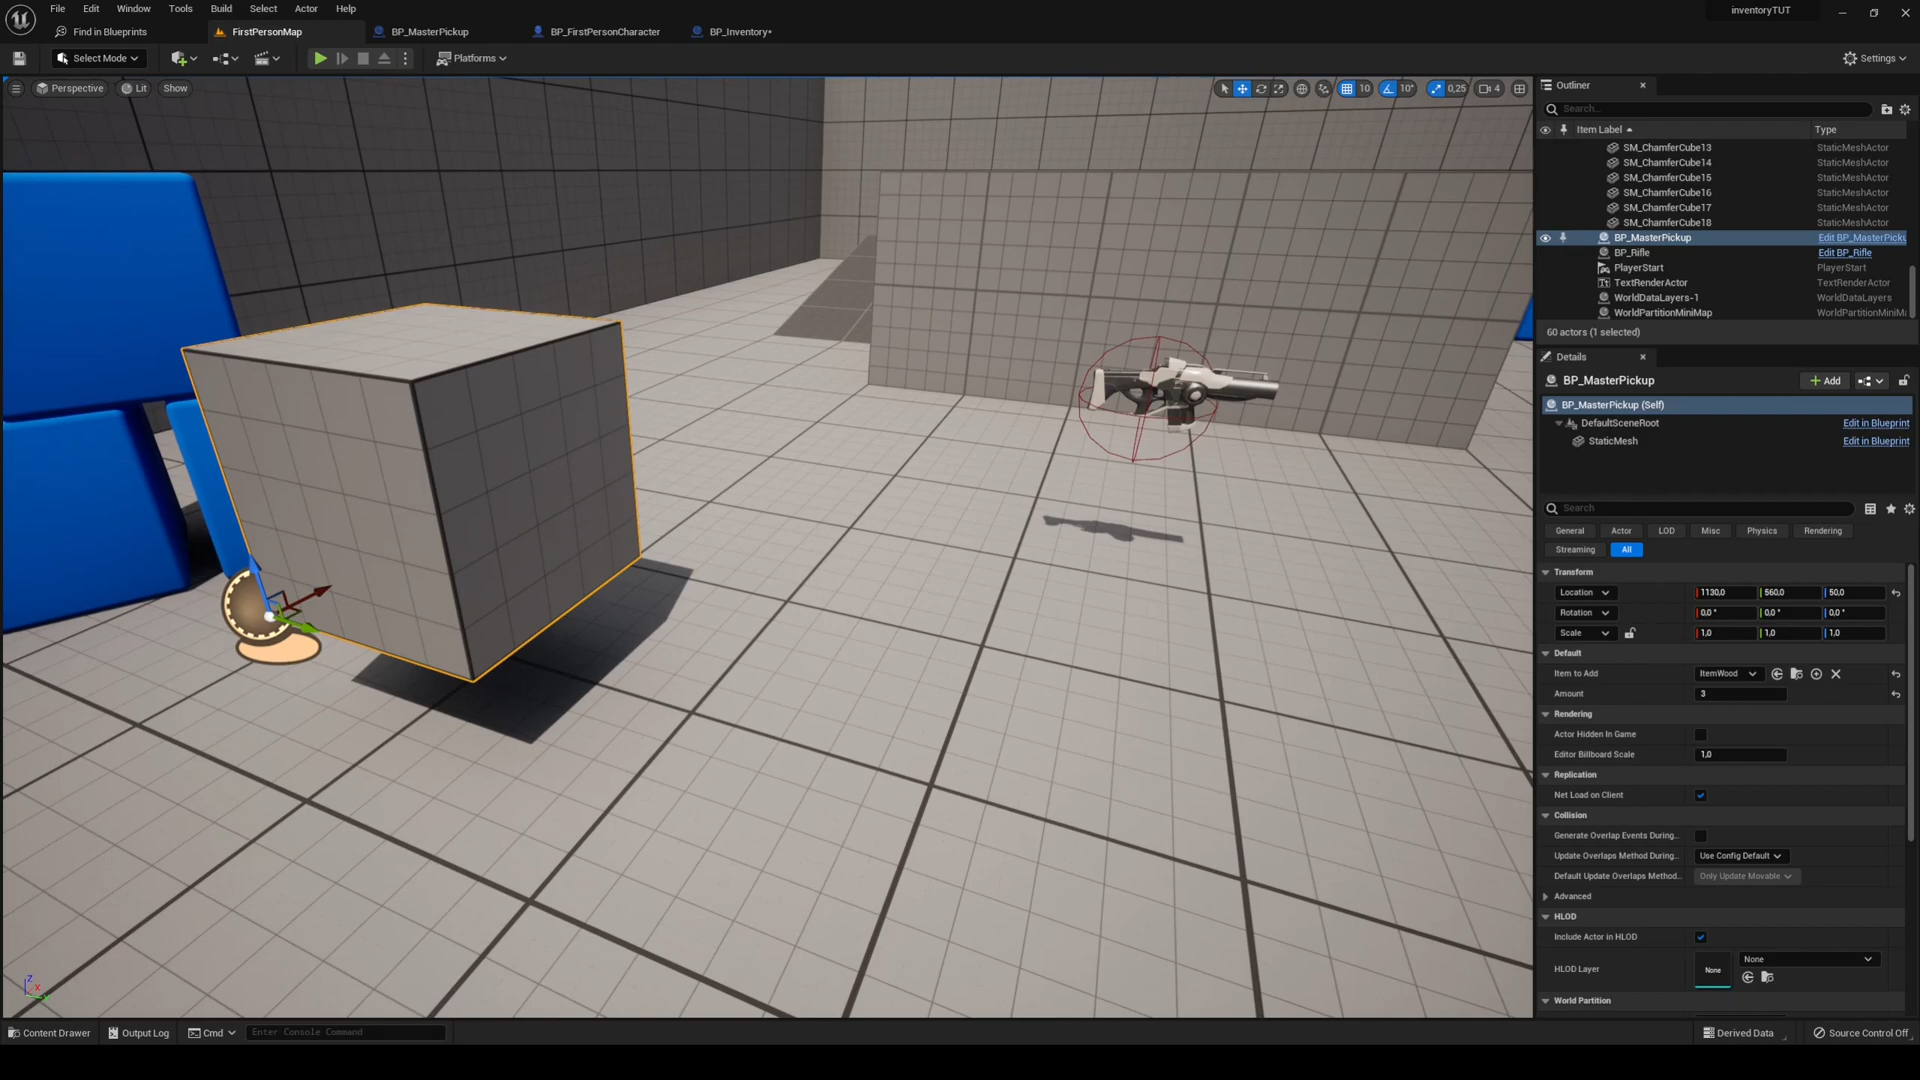 File Edit Window Tools Build Select Actor Help
inventoryTUT
Find in Blueprints FirstPersonMap BP_MasterPickup BP_FirstPersonCharacter BP_Inventory*
Select Mode Platforms Settings
Perspective Lit Show 10 10° 0,25 4
Outliner
Search...
Item Label Type
SM_ChamferCube13 StaticMeshActor
SM_ChamferCube14 StaticMeshActor
SM_ChamferCube15 StaticMeshActor
SM_ChamferCube16 StaticMeshActor
SM_ChamferCube17 StaticMeshActor
SM_ChamferCube18 StaticMeshActor
BP_MasterPickup Edit BP_MasterPicku
BP_Rifle Edit BP_Rifle
PlayerStart PlayerStart
TextRenderActor TextRenderActor
WorldDataLayers-1 WorldDataLayers
WorldPartitionMiniMap WorldPartitionMiniMa
60 actors (1 selected)
Details
BP_MasterPickup Add
BP_MasterPickup (Self)
DefaultSceneRoot Edit in Blueprint
StaticMesh Edit in Blueprint
Search
General Actor LOD Misc Physics Rendering
Streaming All
Transform
Location 1130,0 560,0 50,0
Rotation 0,0 ° 0,0 ° 0,0 °
Scale 1,0 1,0 1,0
Default
Item to Add ItemWood
Amount 3
Rendering
Actor Hidden In Game
Editor Billboard Scale 1,0
Replication
Net Load on Client
Collision
Generate Overlap Events During...
Update Overlaps Method During... Use Config Default
Default Update Overlaps Method... Only Update Movable
Advanced
HLOD
Include Actor in HLOD
HLOD Layer None None
World Partition
Z X Y
Content Drawer Output Log Cmd Enter Console Command Derived Data Source Control Off